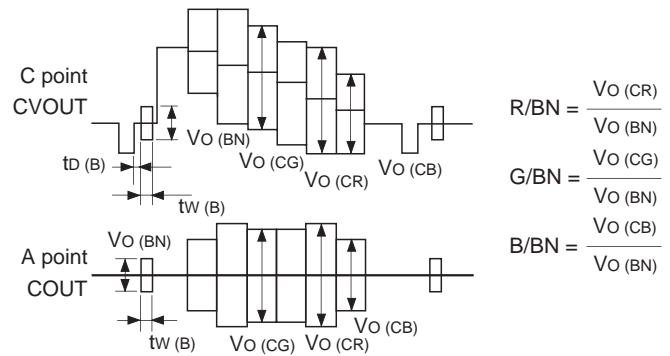 C point
CVOUT
tD (B)
tW (B)
VO (BN)
VO (CG)
VO (CR)
VO (CB)
R/BN = VO (CR)
VO (BN)
G/BN = VO (CG)
VO (BN)
B/BN = VO (CB)
VO (BN)
A point
COUT
VO (BN)
tW (B)
VO (CG)
VO (CR)
VO (CB)